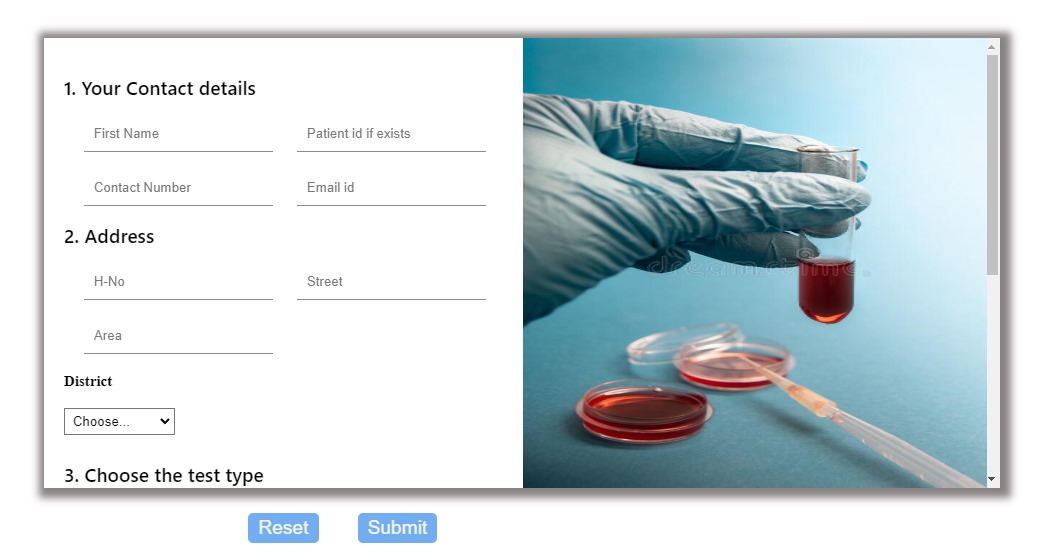 1. Your Contact details
First Name
Patient id if exists
Contact Number
Email id
2. Address
H-No
Street
Area
District
Choose...
3. Choose the test type
dreamstime.
Reset
Submit